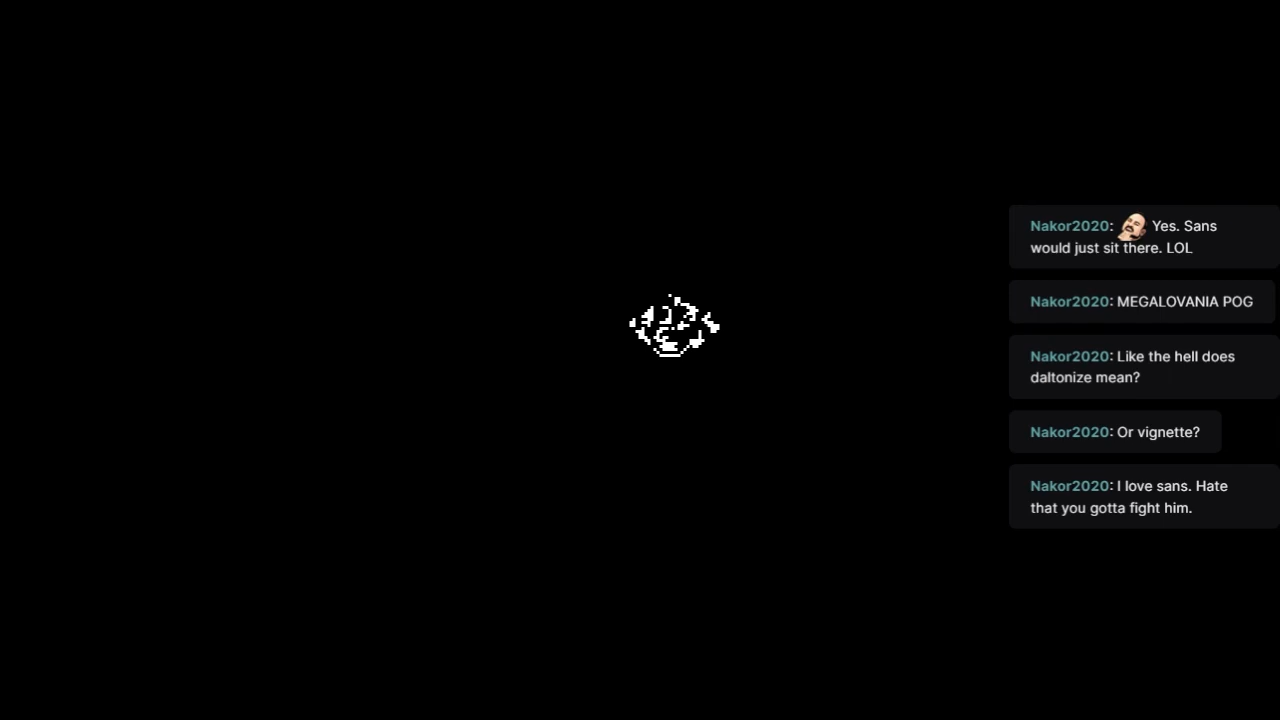 Nakor2020: Yes. Sans
would just sit there. LOL
Nakor2020: MEGALOVANIA POG
Nakor2020: Like the hell does
daltonize mean?
Nakor2020: Or vignette?
Nakor2020: I love sans. Hate
that you gotta fight him.